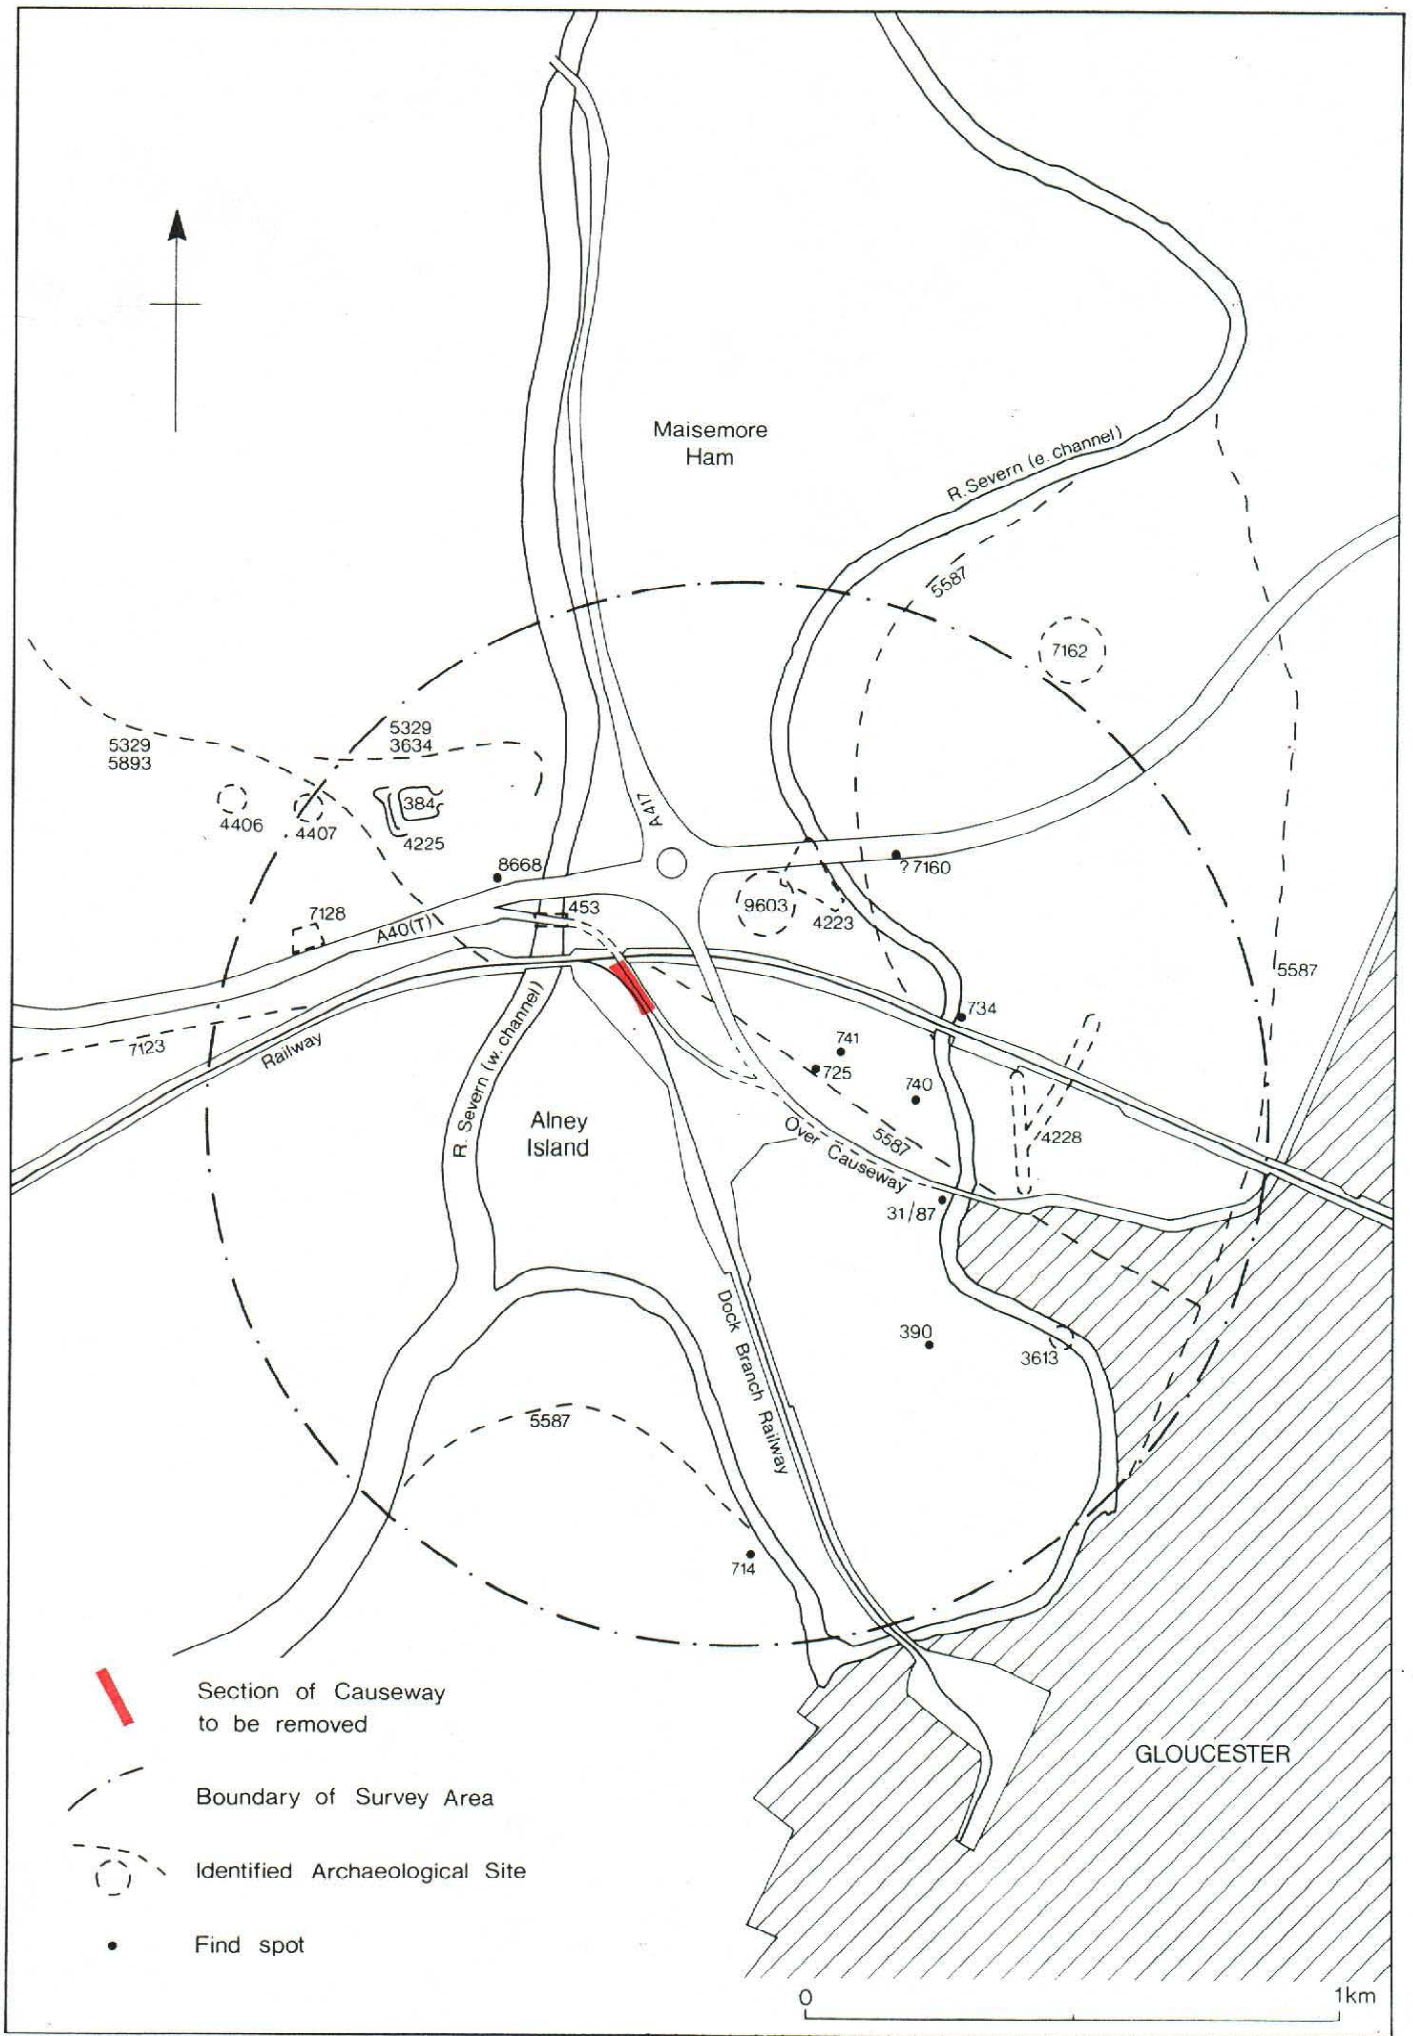 Maisemore
Ham
R. Severn (e. channel)
5587
7162
5329
3634
5329
5893
384
4406
4407
4225
A417
8668
? 7160
453
9603
4223
7128
A40(T)
5587
7123
Railway
R. Severn (w. channel)
734
741
725
740
Alney
Island
5587
4228
Over Causeway
31/87
Dock Branch Railway
390
3613
5587
714
Section of Causeway
to be removed
Boundary of Survey Area
Identified Archaeological Site
Find spot
GLOUCESTER
0
1km